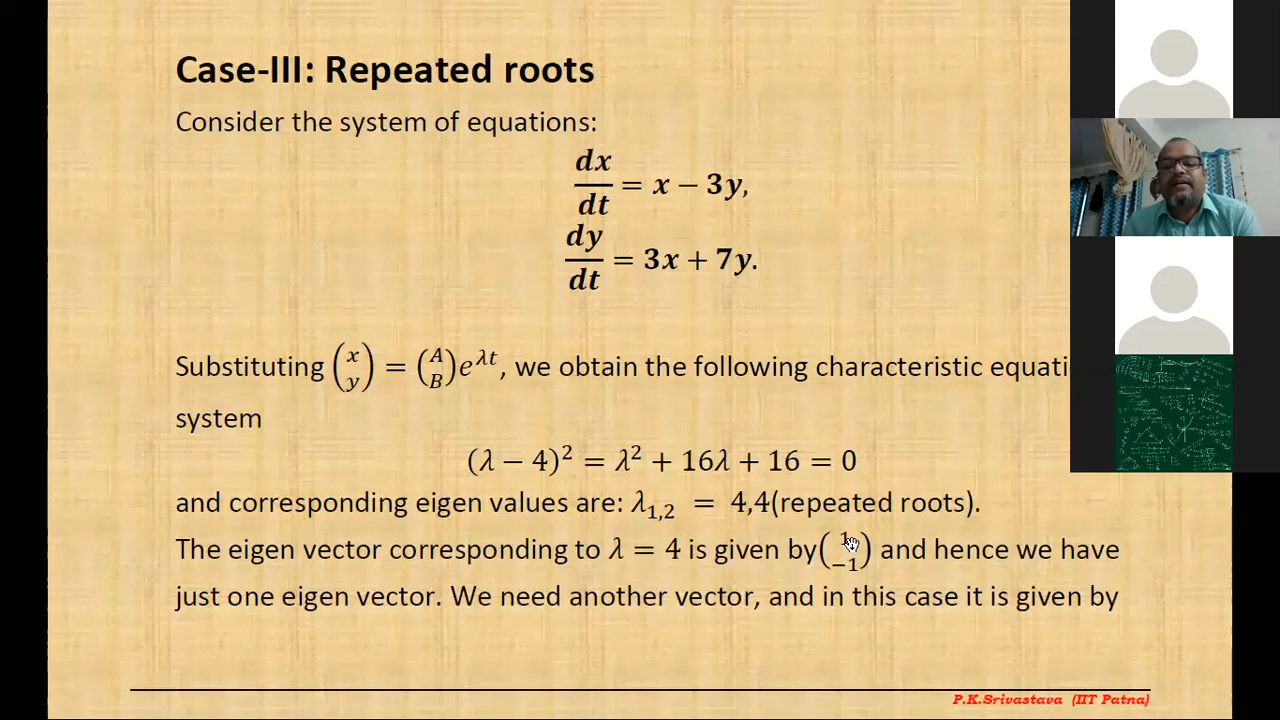 Case-III: Repeated roots
Consider the system of equations:
dx/dt = x − 3y,
dy/dt = 3x + 7y.
Substituting (x y) = (A B)e^λt, we obtain the following characteristic
system
(λ − 4)² = λ² + 16λ + 16 = 0
and corresponding eigen values are: λ₁,₂ = 4,4(repeated roots).
The eigen vector corresponding to λ = 4 is given by (1 −1) and hence we have
just one eigen vector. We need another vector, and in this case it is given by
P.K.Srivastava (IIT Patna)